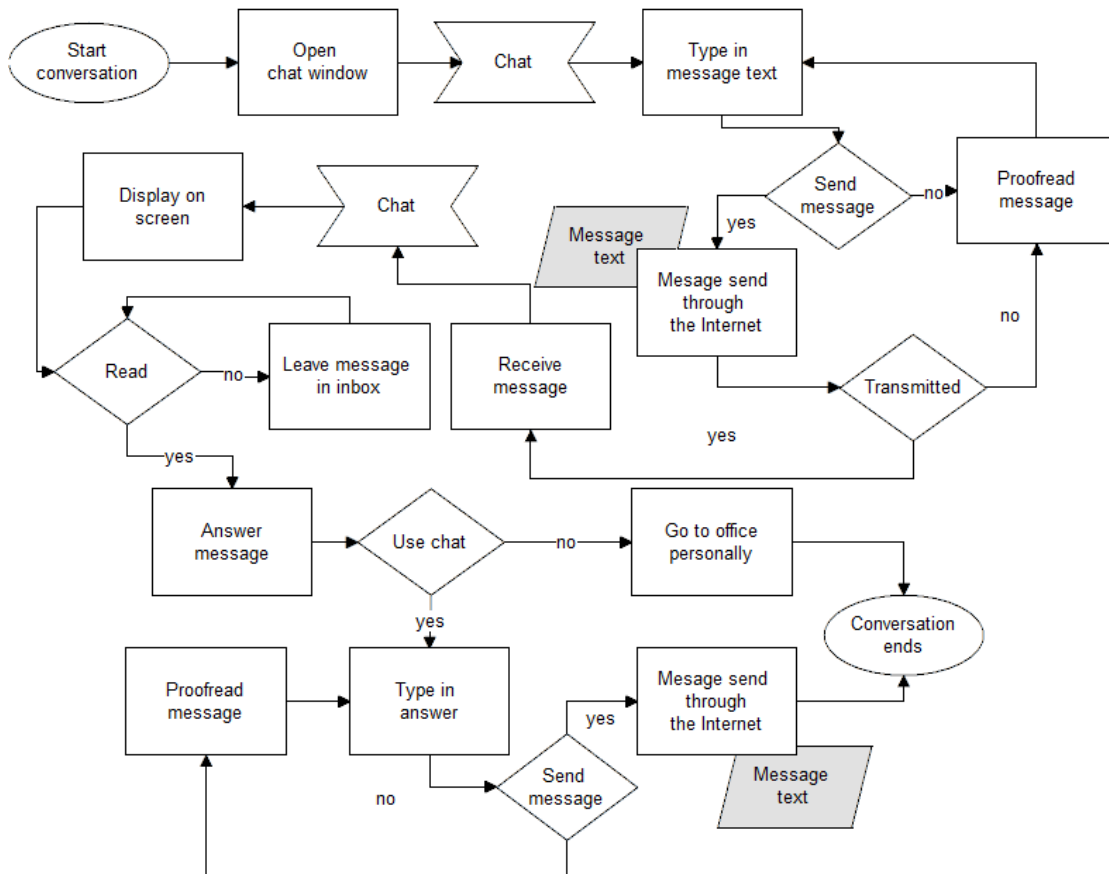 Start
conversation
Open
chat window
Chat
Type in
message text
Proofread
message
Send
message
no
yes
Display on
screen
Chat
Message
text
Mesage send
through
the Internet
no
Read
no
Leave message
in inbox
Receive
message
Transmitted
yes
yes
Answer
message
Use chat
no
Go to office
personally
yes
Conversation
ends
Proofread
message
Type in
answer
Mesage send
through
the Internet
yes
Send
message
no
Message
text